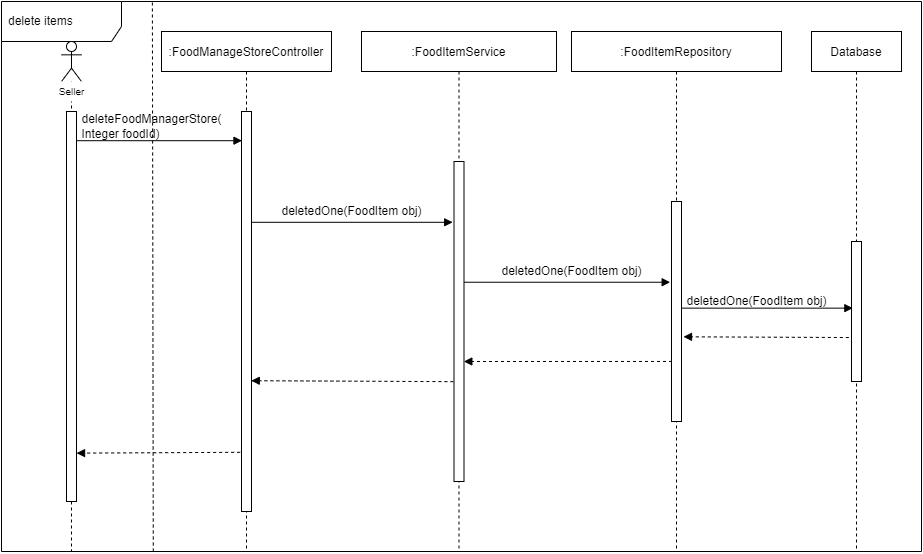 delete items
Seller
:FoodManageStoreController
:FoodItemService
:FoodItemRepository
Database
deleteFoodManagerStore(
Integer foodId)
deletedOne(FoodItem obj)
deletedOne(FoodItem obj)
deletedOne(FoodItem obj)